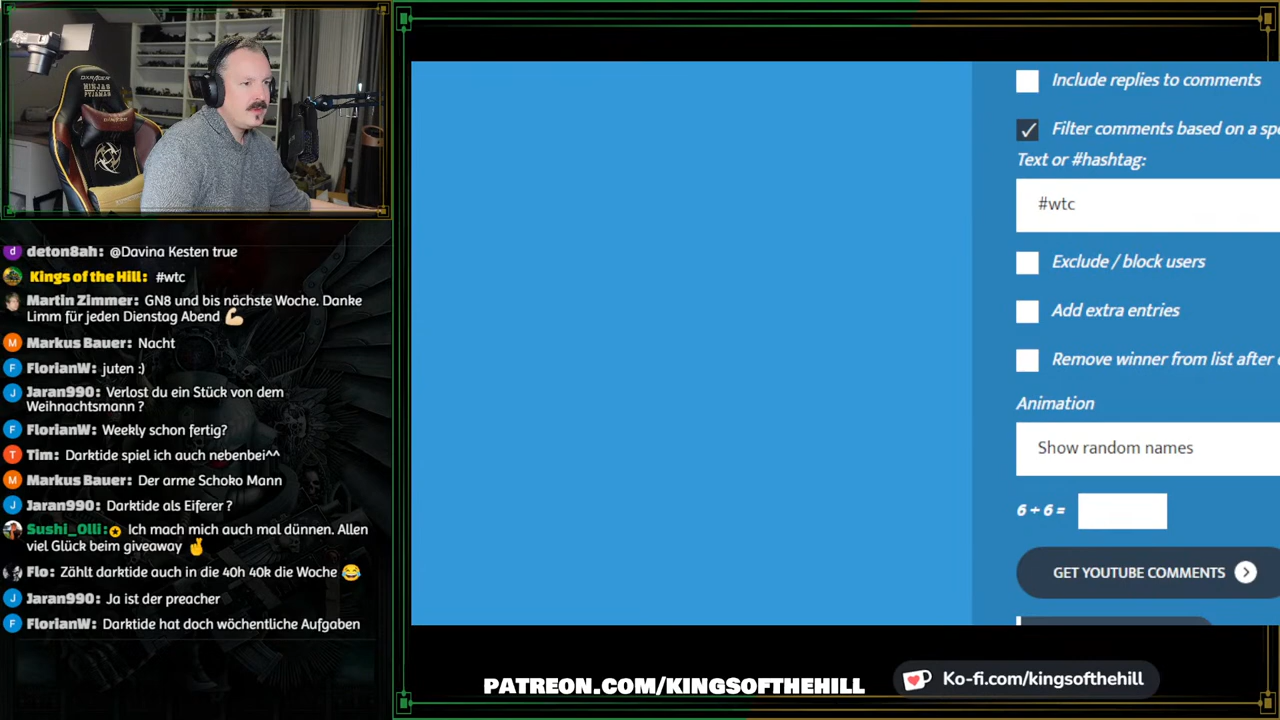 deton8ah: @Davina Kesten true
Kings of the Hill: #wtc
Martin Zimmer: GN8 und bis nächste Woche. Danke
Limm für jeden Dienstag Abend 💪🏻
Markus Bauer: Nacht
FlorianW: juten :)
Jaran990: Verlost du ein Stück von dem
Weihnachtsmann ?
FlorianW: Weekly schon fertig?
Tim: Darktide spiel ich auch nebenbei^^
Markus Bauer: Der arme Schoko Mann
Jaran990: Darktide als Eiferer ?
Sushi_Olli: Ich mach mich auch mal dünnen. Allen
viel Glück beim giveaway 🤞
Flo: Zählt darktide auch in die 40h 40k die Woche 😂
Jaran990: Ja ist der preacher
FlorianW: Darktide hat doch wöchentliche Aufgaben
Include replies to comments
Filter comments based on a spe
Text or #hashtag:
#wtc
Exclude / block users
Add extra entries
Remove winner from list after
Animation
Show random names
6 + 6 =
GET YOUTUBE COMMENTS
PATREON.COM/KINGSOFTHEHILL
Ko-fi.com/kingsofthehill